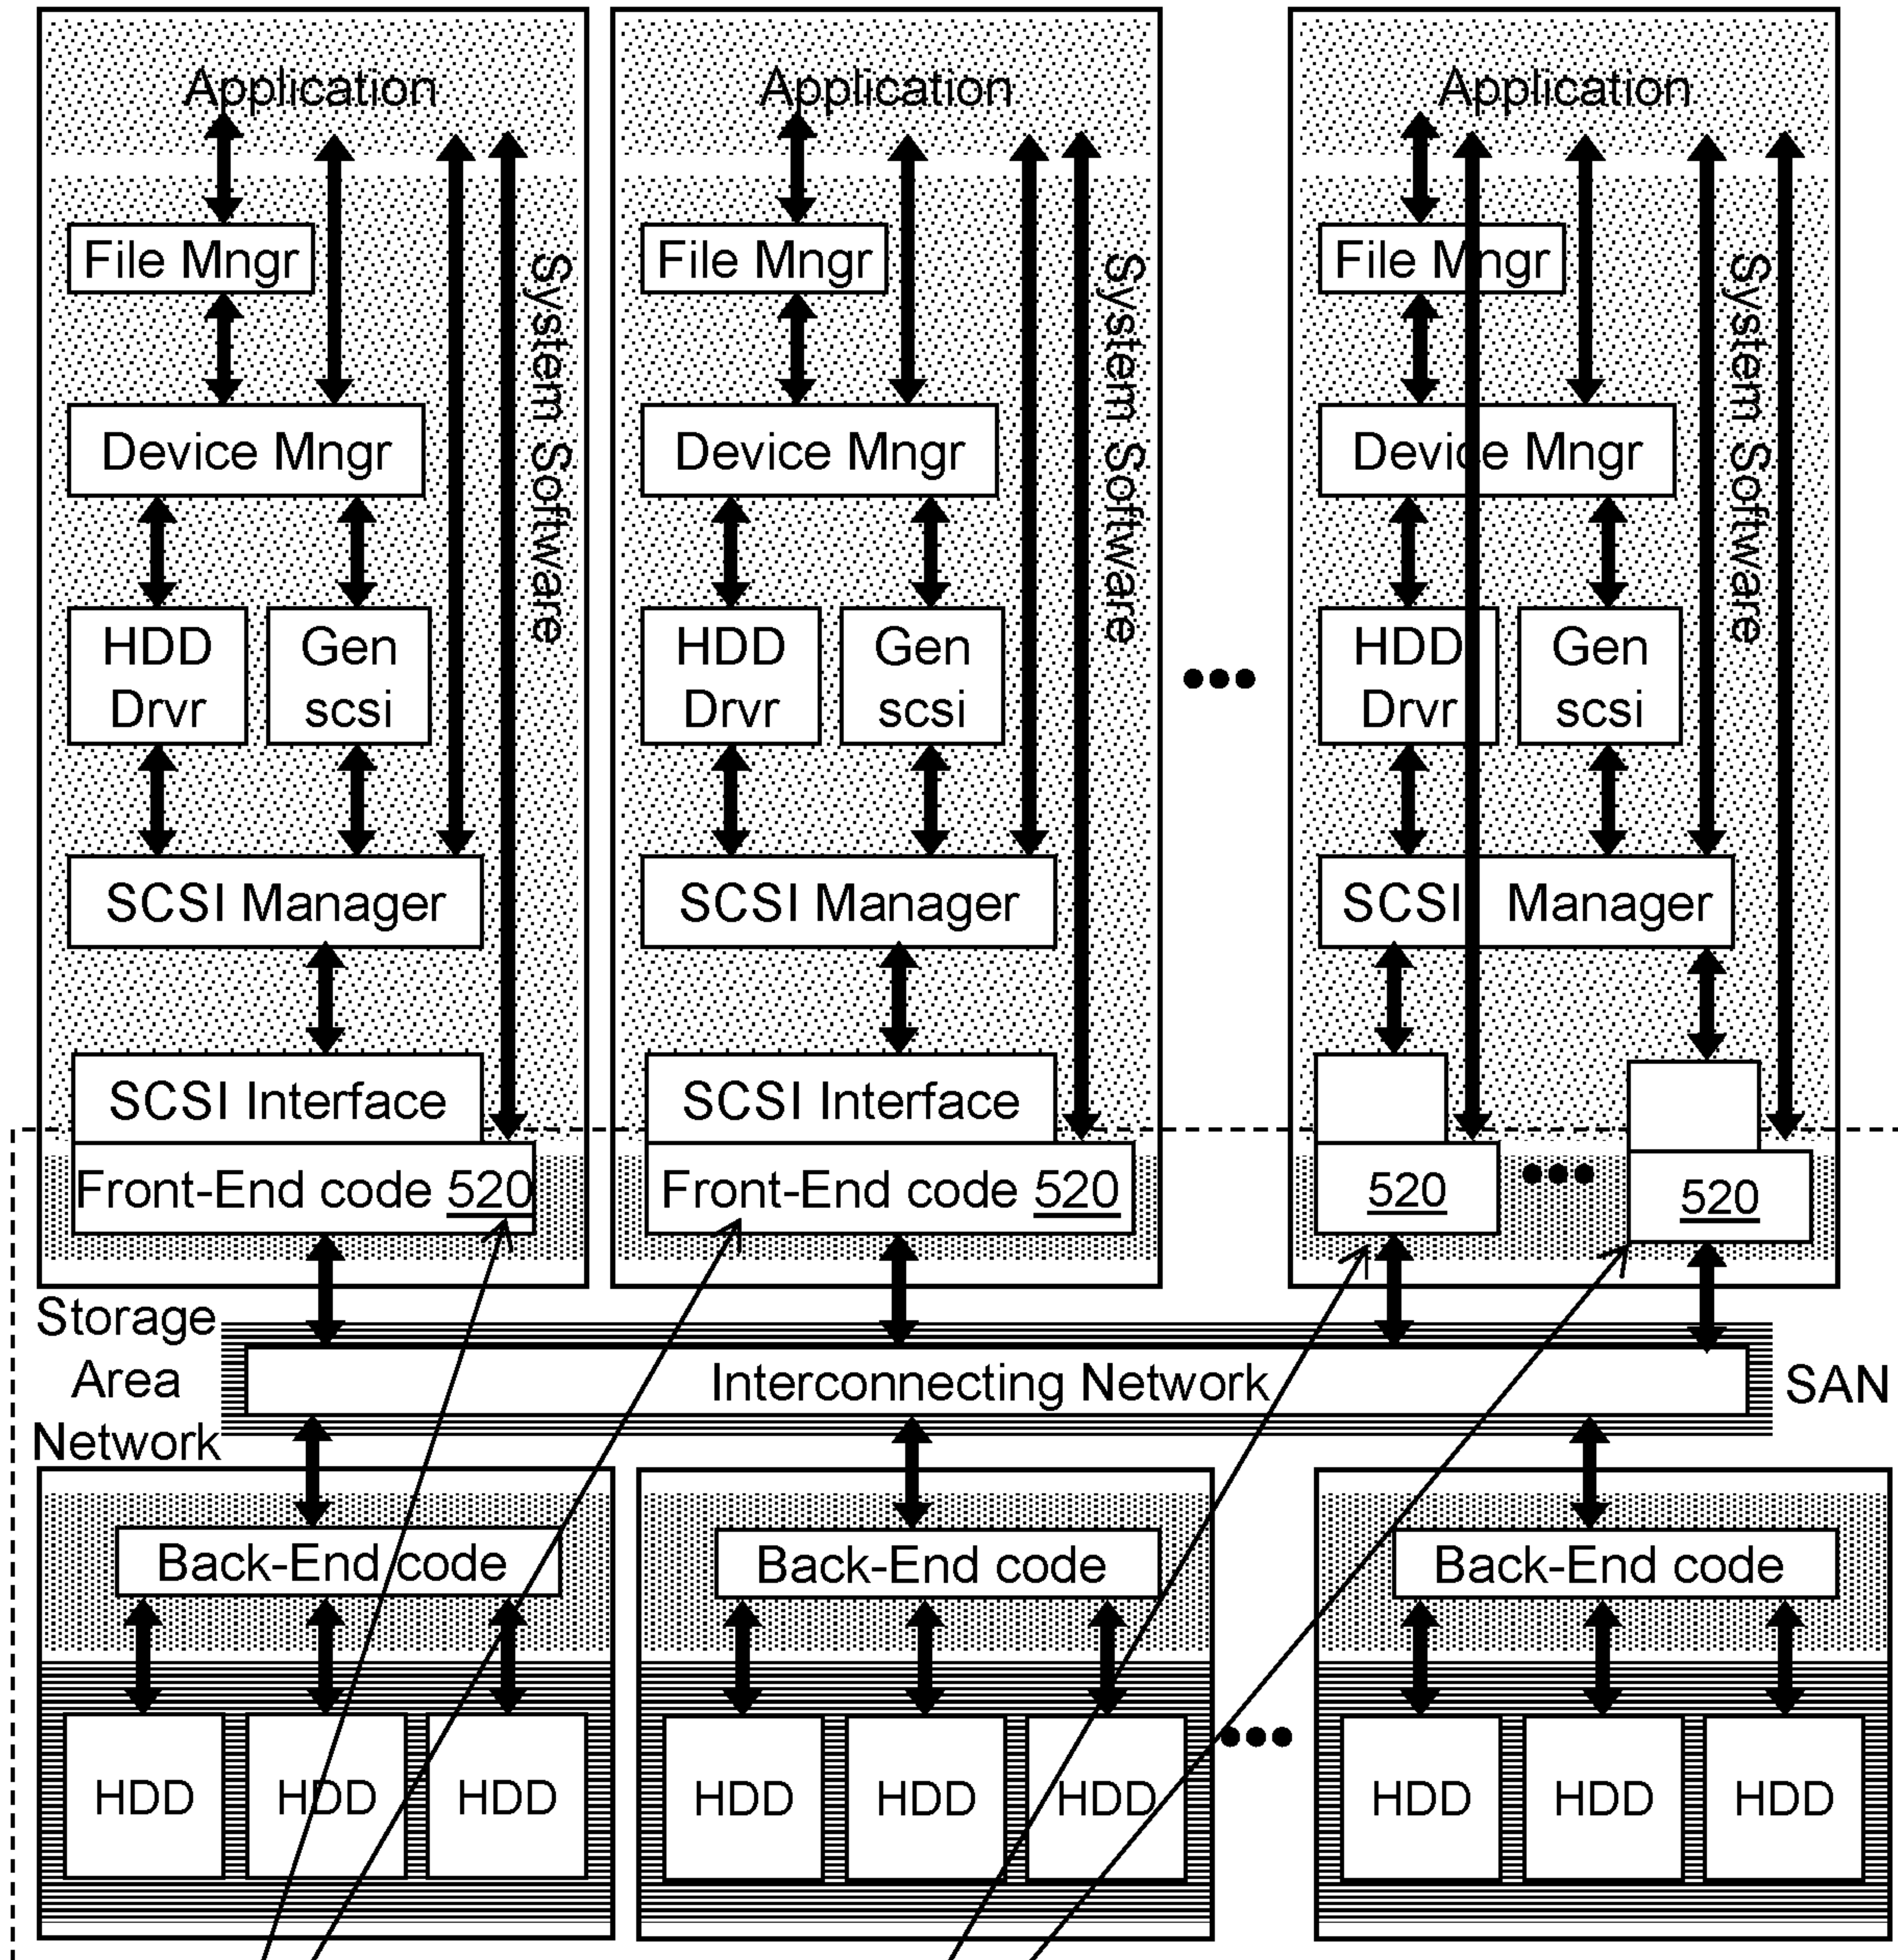 Application
File Mngr
Device Mngr
HDD
Drvr
Gen
scsi
SCSI Manager
SCSI Interface
Front-End code 520
System Software
Application
File Mngr
Device Mngr
HDD
Drvr
Gen
scsi
SCSI Manager
SCSI Interface
Front-End code 520
System Software
Application
File Mngr
Device Mngr
HDD
Drvr
Gen
scsi
SCSI Manager
520
520
System Software
Storage
Area
Network
Interconnecting Network
SAN
Back-End code
HDD
HDD
HDD
Back-End code
HDD
HDD
HDD
Back-End code
HDD
HDD
HDD